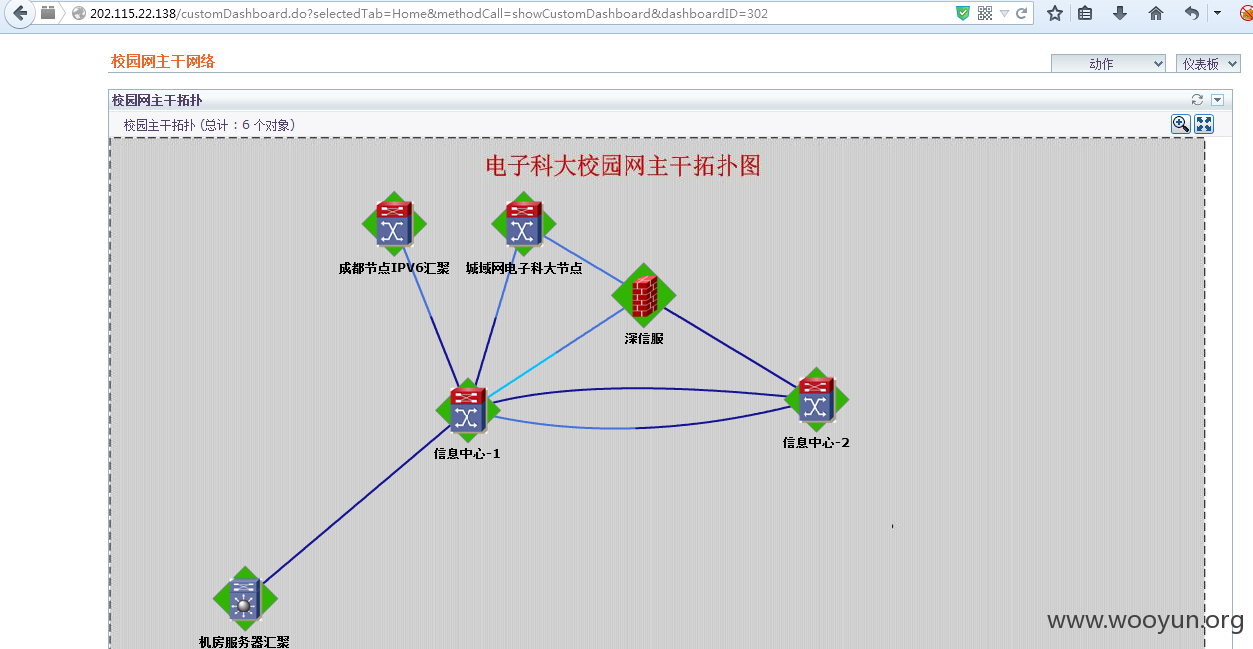 202.115.22.138/customDashboard.do?selectedTab=Home&methodCall=showCustomDashboard&dashboardID=302
校园网主干网络
动作
仪表板
校园网主干拓扑
校园主干拓扑 (总计：6 个对象)
电子科大校园网主干拓扑图
成都节点IPV6汇聚
城域网电子科大节点
深信服
信息中心-1
信息中心-2
机房服务器汇聚
www.wooyun.org